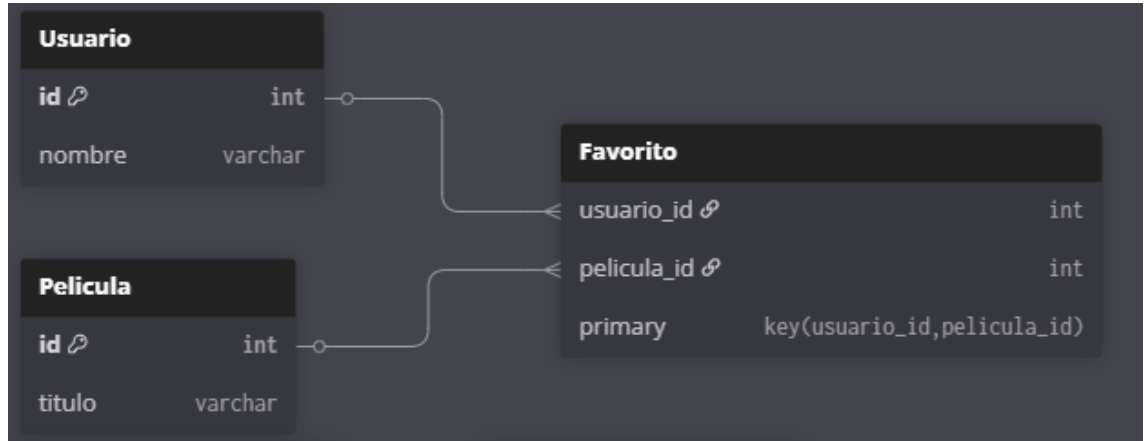 Usuario
id int
nombre varchar
Favorito
usuario_id int
pelicula_id int
primary key(usuario_id,pelicula_id)
Pelicula
id int
titulo varchar